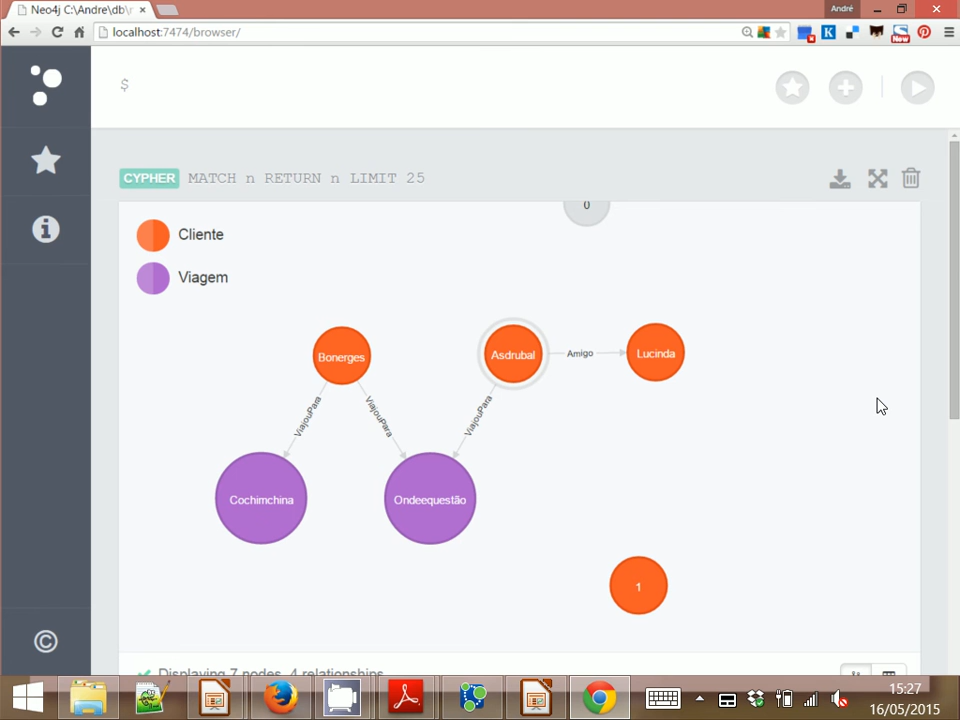 Neo4j C:\Andre\db\r
André
localhost:7474/browser/
New
$
CYPHER MATCH n RETURN n LIMIT 25
0
Cliente
Viagem
Bonerges
Asdrubal
Amigo
Lucinda
ViajouPara
ViajouPara
ViajouPara
Cochimchina
Ondeequestão
1
Displaying 7 nodes, 4 relationships
15:27
16/05/2015